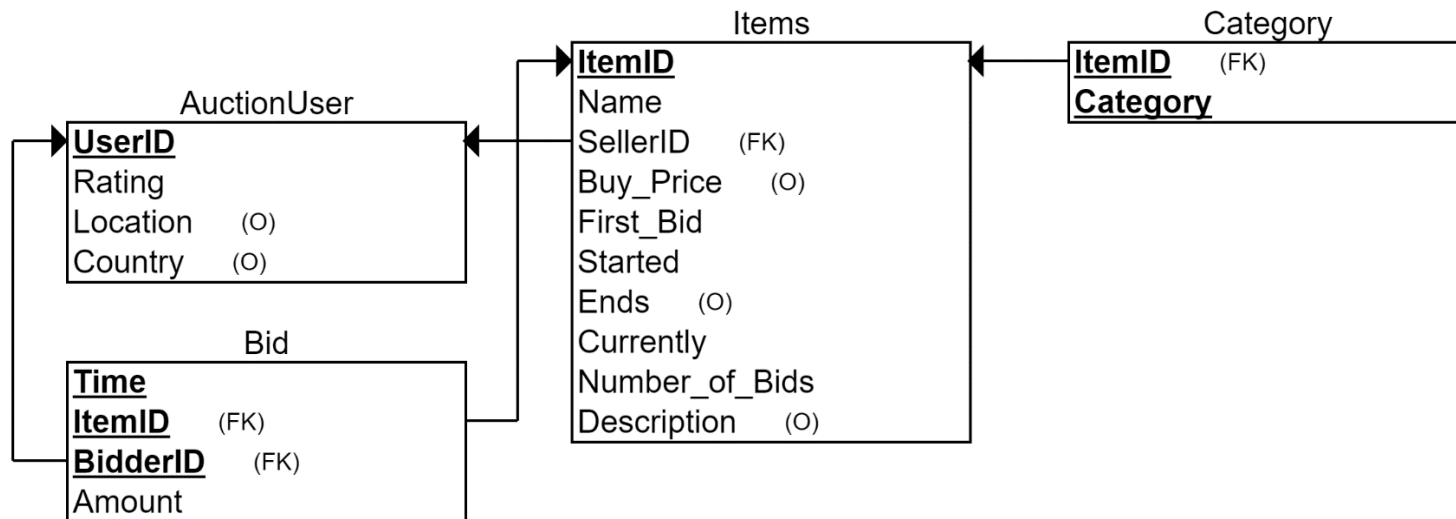 AuctionUser
UserID
Rating
Location (O)
Country (O)
Bid
Time
ItemID (FK)
BidderID (FK)
Amount
Items
ItemID
Name
SellerID (FK)
Buy_Price (O)
First_Bid
Started
Ends (O)
Currently
Number_of_Bids
Description (O)
Category
ItemID (FK)
Category